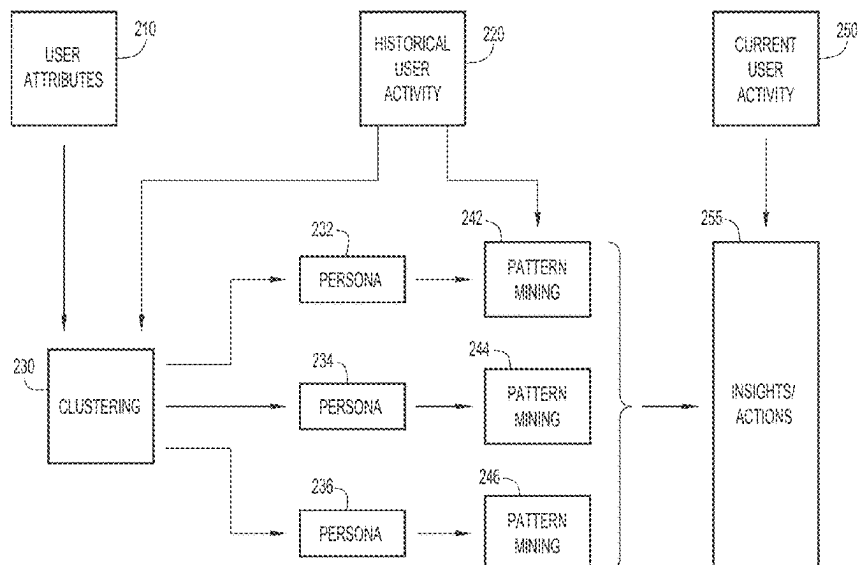 210
USER
ATTRIBUTES
220
HISTORICAL
USER
ACTIVITY
250
CURRENT
USER
ACTIVITY
230
CLUSTERING
232
PERSONA
242
PATTERN
MINING
234
PERSONA
244
PATTERN
MINING
236
PERSONA
246
PATTERN
MINING
255
INSIGHTS/
ACTIONS